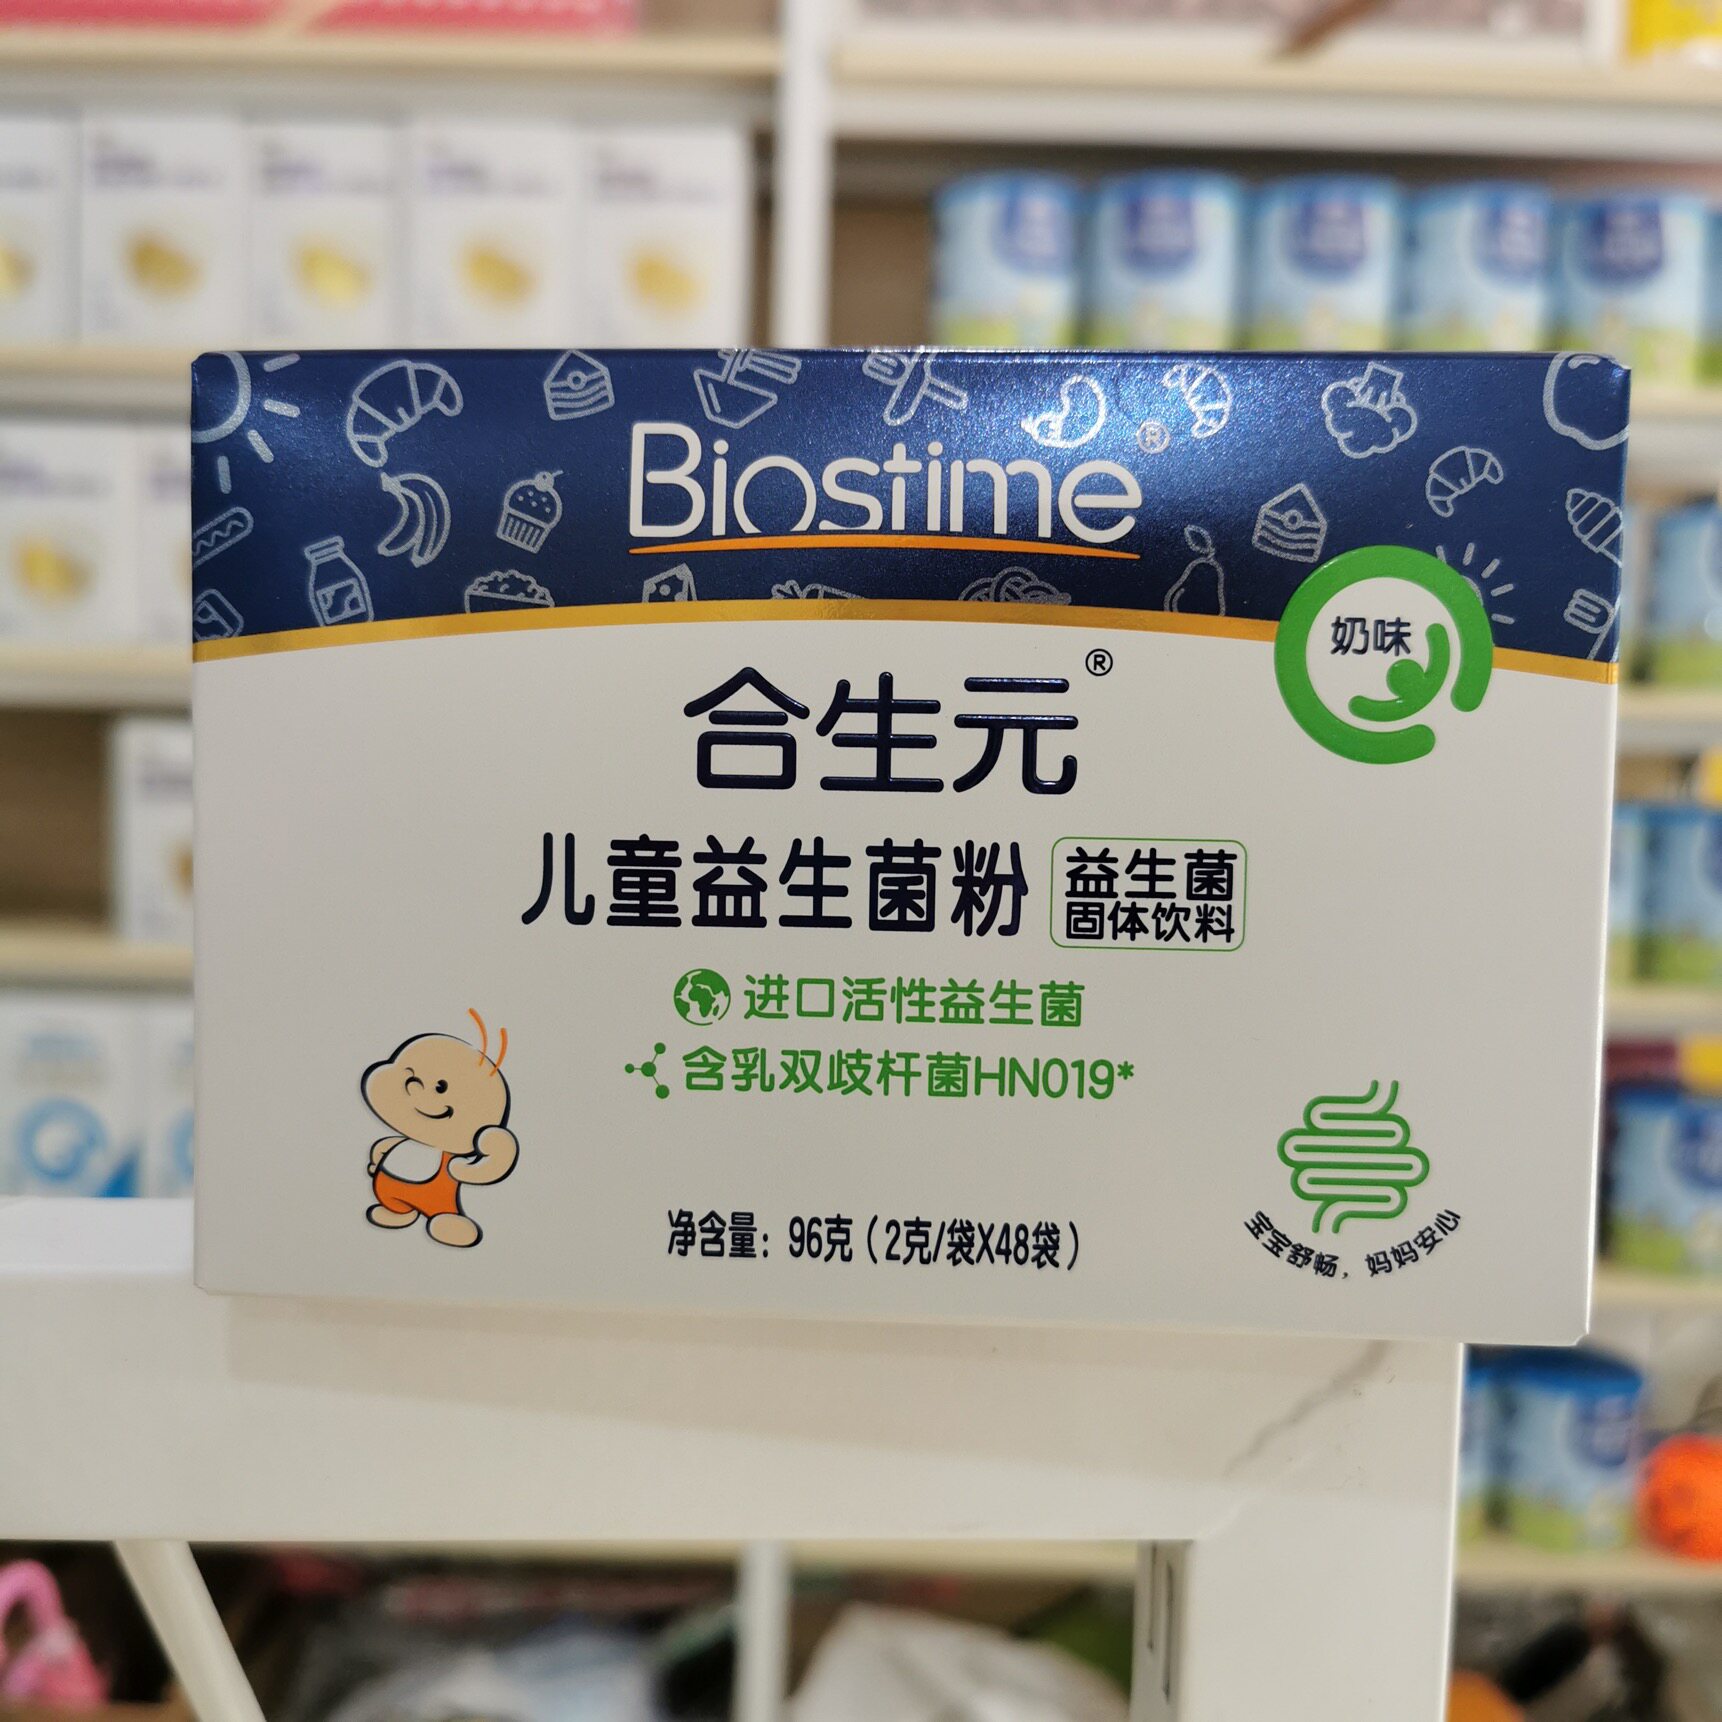 Biostime®
奶味
合生元®
儿童益生菌粉
益生菌
固体饮料
进口活性益生菌
含乳双歧杆菌HN019*
净含量：96克（2克/袋X48袋）
宝宝舒畅，妈妈安心